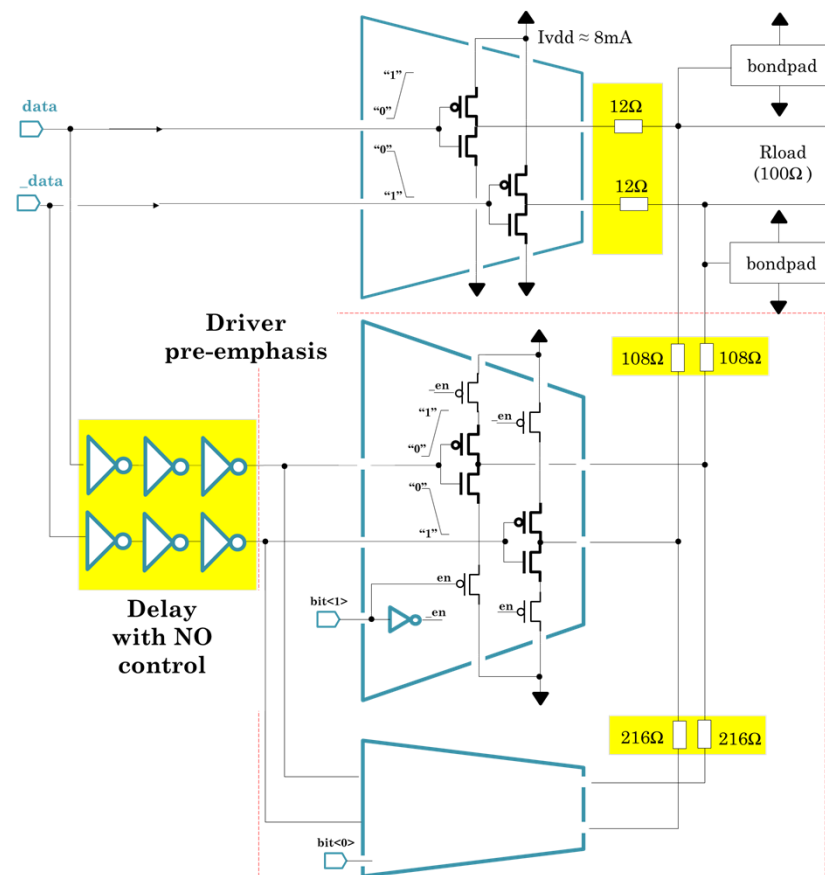 Ivdd ≈ 8mA
bondpad
"1"
"0"
data
12Ω
"0"
Rload
(100Ω )
_data
12Ω
"1"
bondpad
Driver
pre-emphasis
108Ω
108Ω
_en
_en
"1"
"0"
"0"
"1"
en
bit<1>
_en
en
Delay
with NO
control
216Ω
216Ω
bit<0>